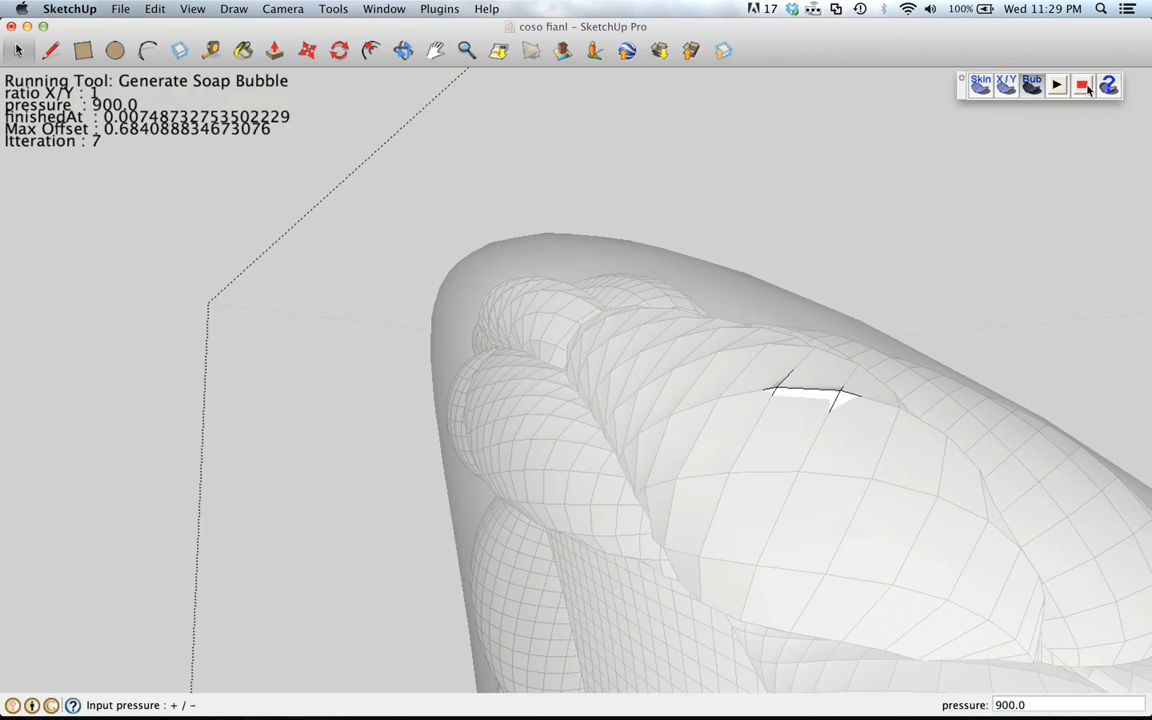 SketchUp File Edit View Draw Camera Tools Window Plugins Help 17 100% Wed 11:29 PM
coso fianl - SketchUp Pro
Running Tool: Generate Soap Bubble
ratio X/Y : 1
pressure : 900.0
finishedAt : 0.00748732753502229
Max Offset : 0.684088834673076
Itteration : 7
Skin X/Y Bub
Input pressure : + / -
pressure: 900.0